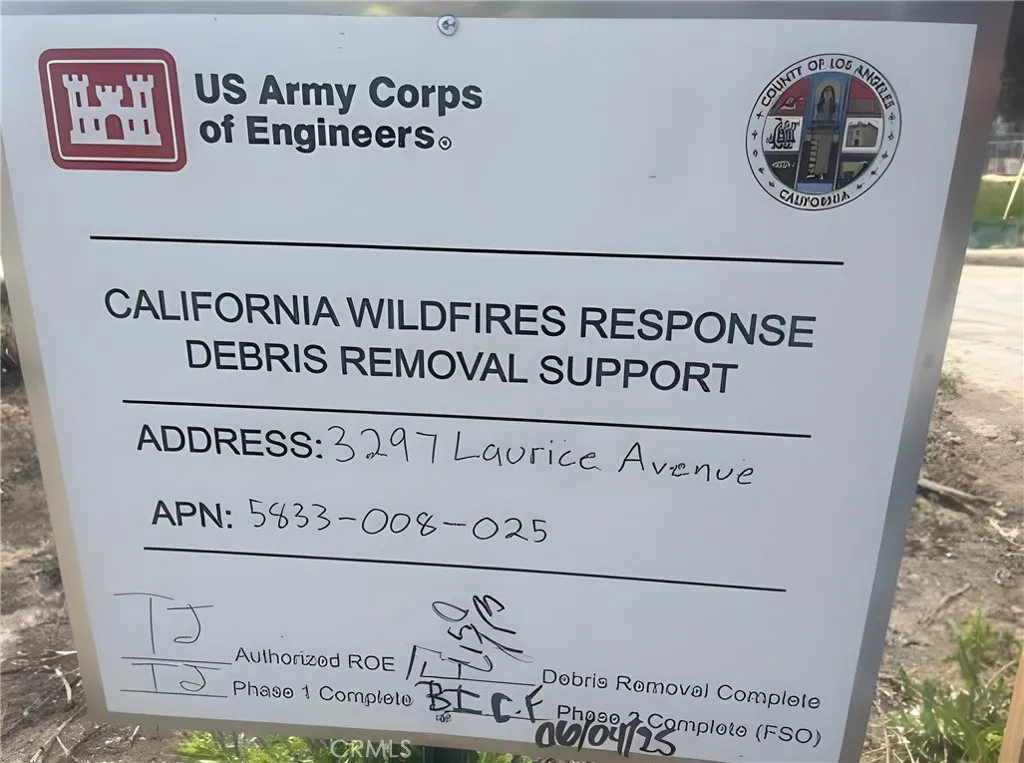 US Army Corps
of Engineers®
COUNTY OF LOS ANGELES
CALIFORNIA
CALIFORNIA WILDFIRES RESPONSE
DEBRIS REMOVAL SUPPORT
ADDRESS: 3297 Laurice Avenue
APN: 5833-008-025
TJ Authorized ROE Debris Removal Complete
TJ Phase 1 Complete Phase 2 Complete (FSO)
06/04/25
CRMLS